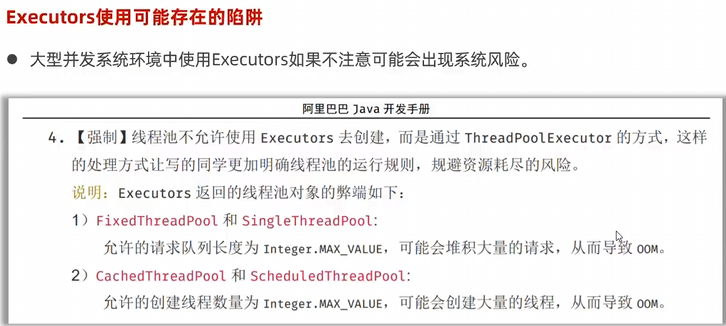 Executors使用可能存在的陷阱
● 大型并发系统环境中使用Executors如果不注意可能会出现系统风险。
阿里巴巴 Java 开发手册
4. 【强制】线程池不允许使用 Executors 去创建，而是通过 ThreadPoolExecutor 的方式，这样
的处理方式让写的同学更加明确线程池的运行规则，规避资源耗尽的风险。
说明：Executors 返回的线程池对象的弊端如下：
1）FixedThreadPool 和 SingleThreadPool:
允许的请求队列长度为 Integer.MAX_VALUE，可能会堆积大量的请求，从而导致 OOM。
2）CachedThreadPool 和 ScheduledThreadPool:
允许的创建线程数量为 Integer.MAX_VALUE，可能会创建大量的线程，从而导致 OOM。